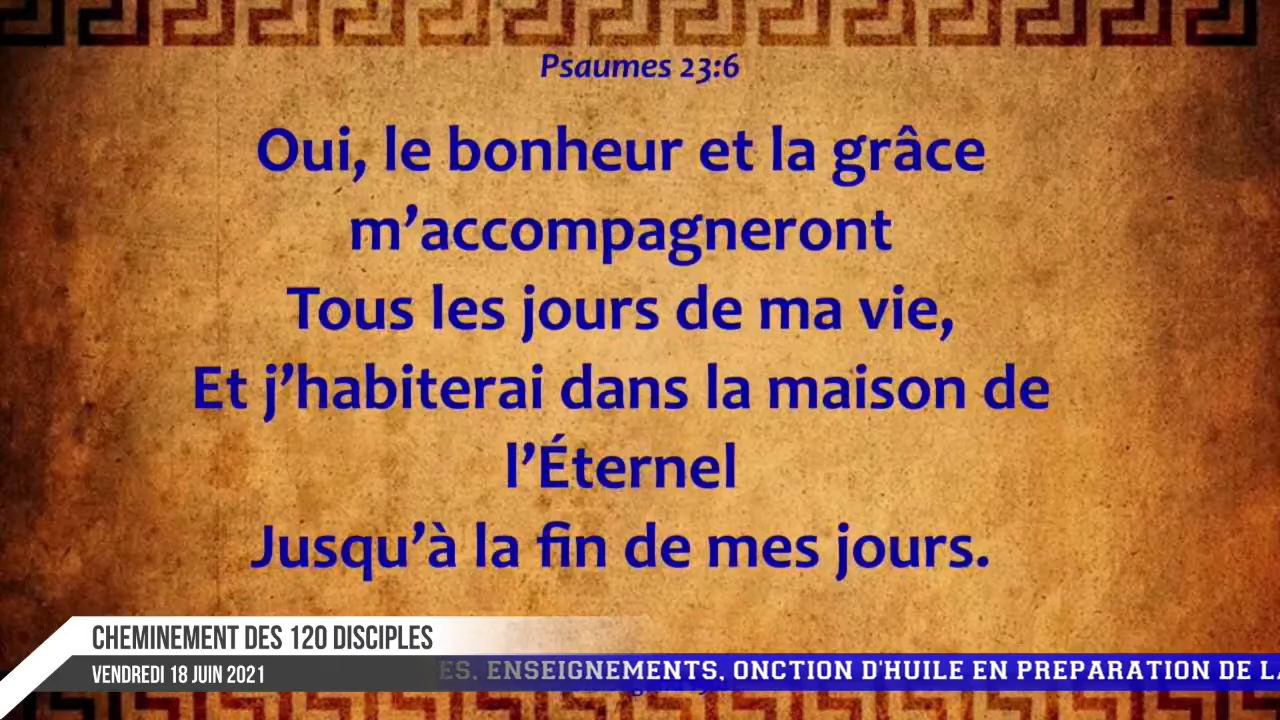 Psaumes 23:6
Oui, le bonheur et la grâce
m’accompagneront
Tous les jours de ma vie,
Et j’habiterai dans la maison de
l’Éternel
Jusqu’à la fin de mes jours.
CHEMINEMENT DES 120 DISCIPLES
VENDREDI 18 JUIN 2021
ES, ENSEIGNEMENTS, ONCTION D'HUILE EN PREPARATION DE LA